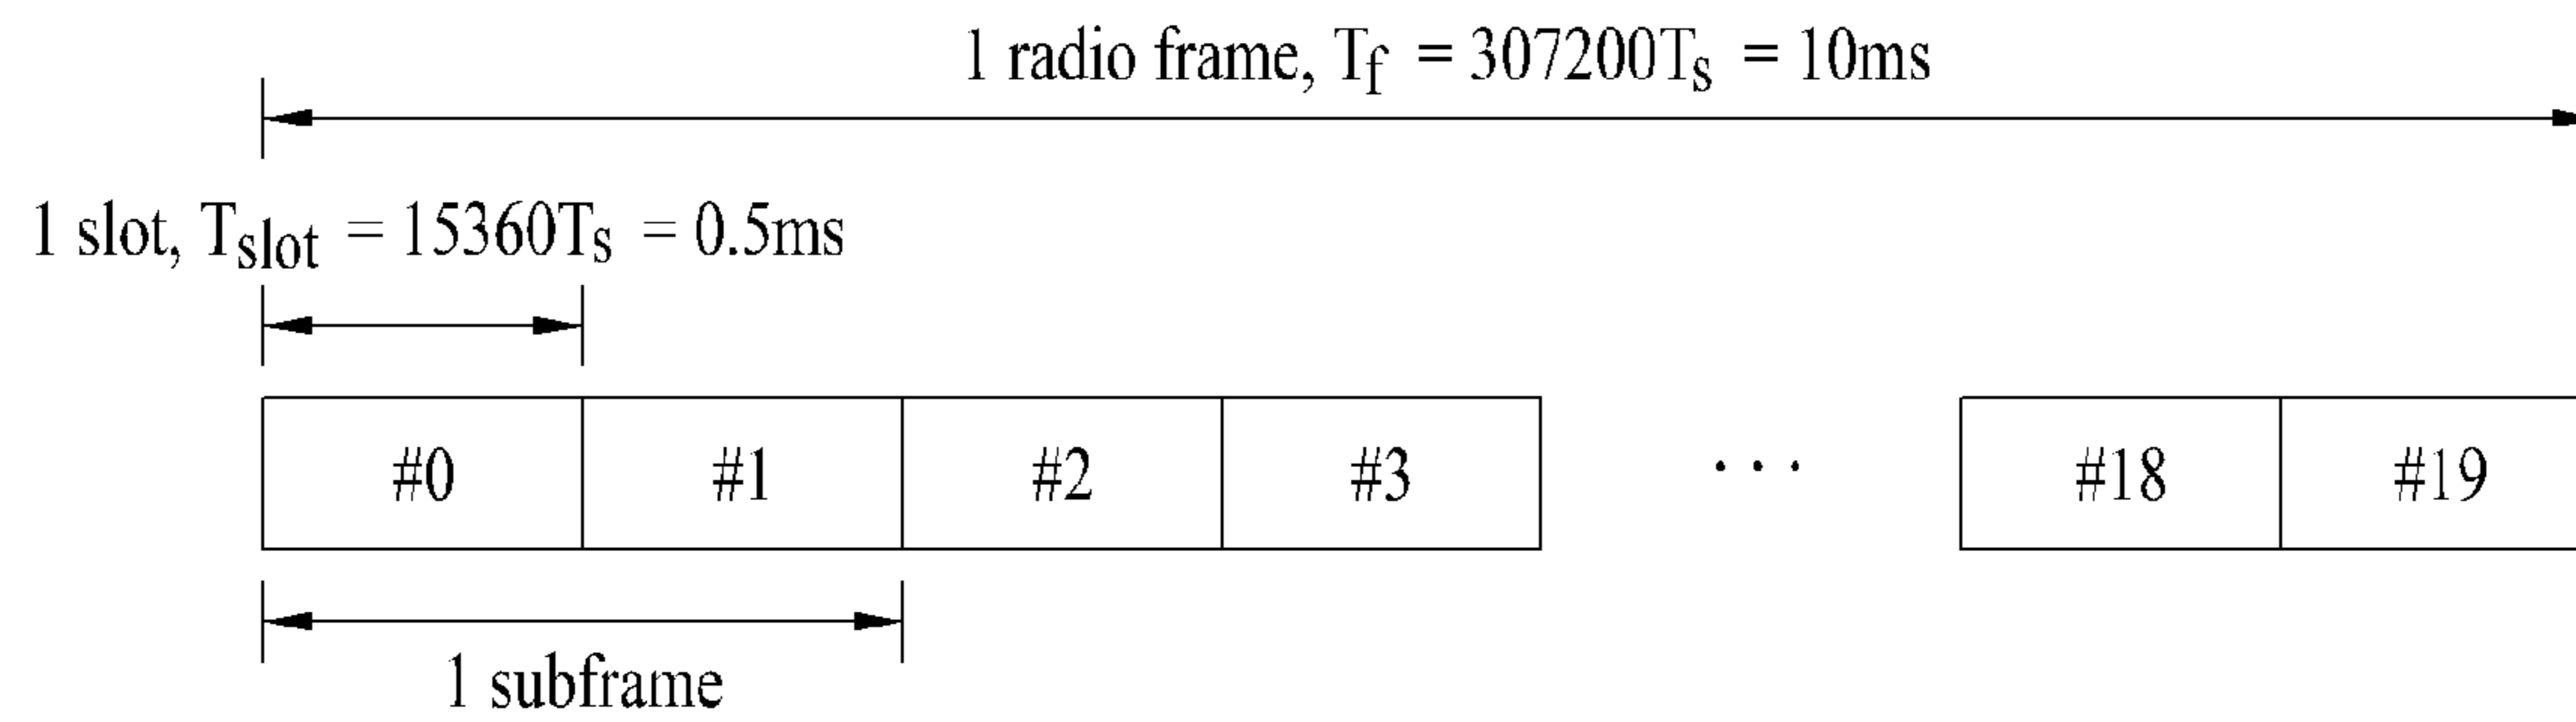 1 radio frame, Tf = 307200Ts = 10ms
1 slot, Tslot = 15360Ts = 0.5ms
#0 #1 #2 #3 ... #18 #19
1 subframe